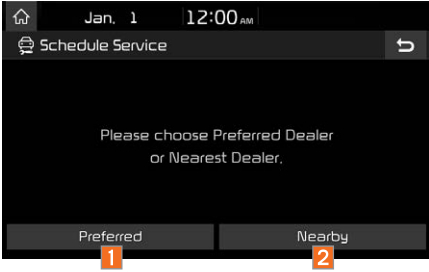 Jan. 1 12:00 AM
Schedule Service
Please choose Preferred Dealer
or Nearest Dealer.
Preferred Nearby
1 2